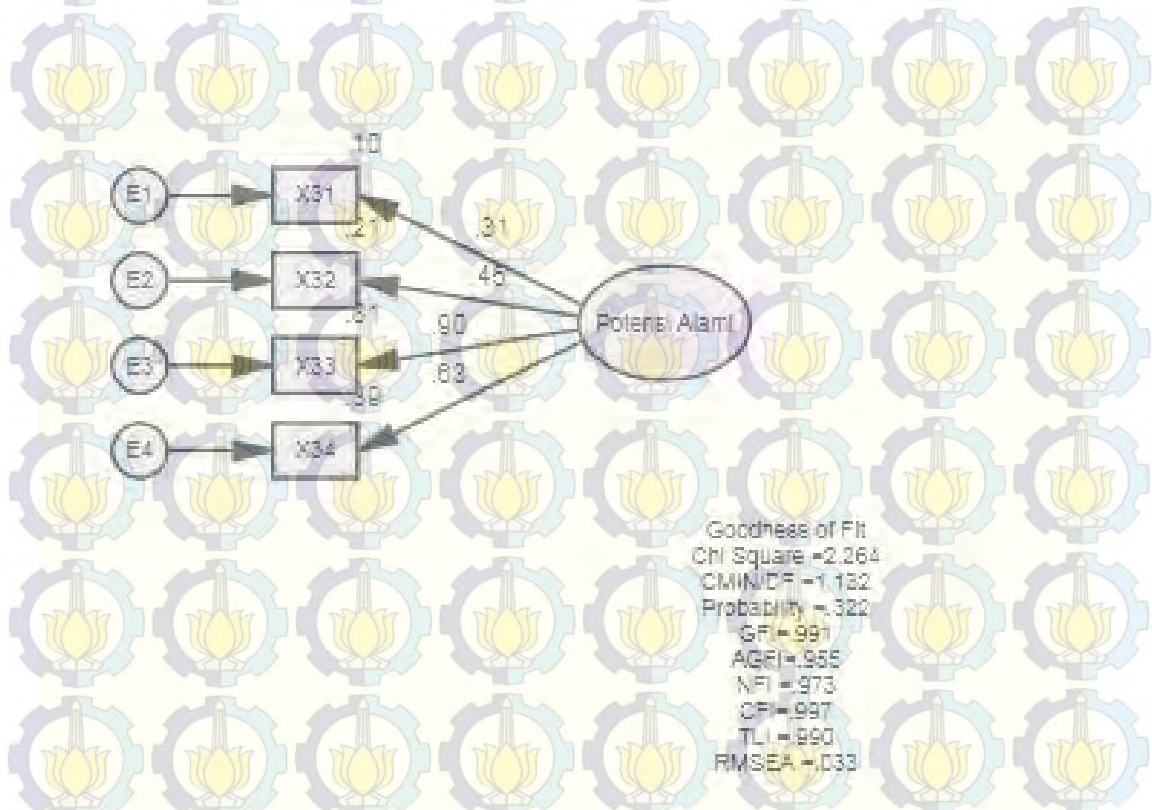 .10
E1 X31
.21 .31
E2 X32 .45
.81 .90
E3 X33 Potensi Alami
.39 .63
E4 X34
Goodness of Fit
Chi Square =2.264
CMIN/DF =1.132
Probability =.322
GFI=.991
AGFI=.955
NFI =.973
CFI=.997
TLI =.990
RMSEA =.033